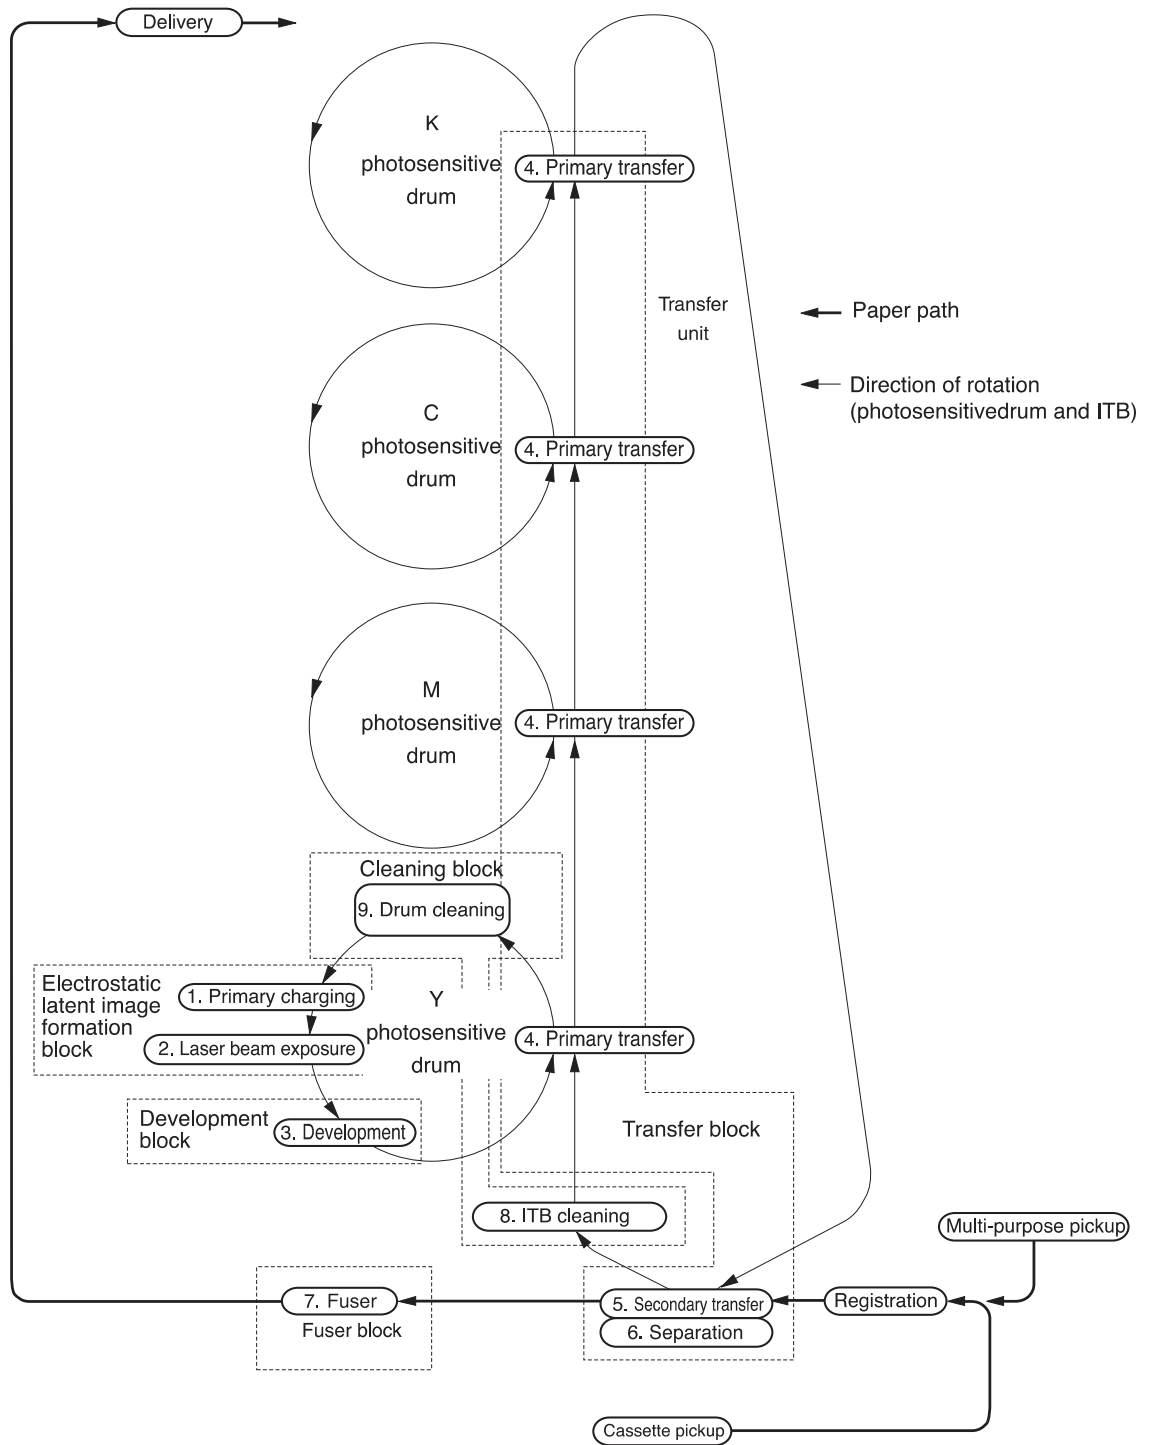 Delivery
K
photosensitive
drum
4. Primary transfer
Transfer
unit
Paper path
Direction of rotation
(photosensitivedrum and ITB)
C
photosensitive
drum
4. Primary transfer
M
photosensitive
drum
4. Primary transfer
Cleaning block
9. Drum cleaning
Electrostatic
latent image
formation
block
1. Primary charging
2. Laser beam exposure
Y
photosensitive
drum
4. Primary transfer
Development
block
3. Development
Transfer block
8. ITB cleaning
Multi-purpose pickup
7. Fuser
Fuser block
5. Secondary transfer
6. Separation
Registration
Cassette pickup